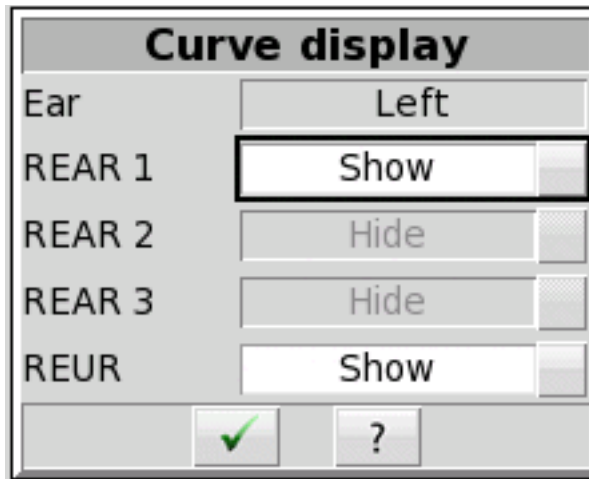 Curve display
Ear Left
REAR 1 Show
REAR 2 Hide
REAR 3 Hide
REUR Show
?